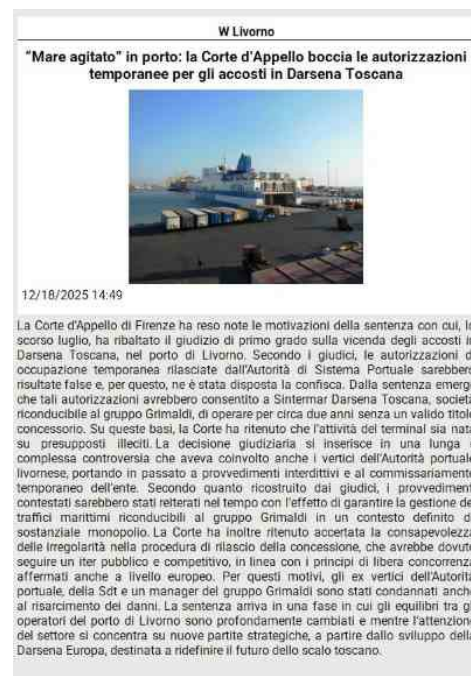 W Livorno
“Mare agitato” in porto: la Corte d’Appello boccia le autorizzazioni
temporanee per gli accosti in Darsena Toscana
12/18/2025 14:49
La Corte d’Appello di Firenze ha reso note le motivazioni della sentenza con cui, lo
scorso luglio, ha ribaltato il giudizio di primo grado sulla vicenda degli accosti in
Darsena Toscana, nel porto di Livorno. Secondo i giudici, le autorizzazioni di
occupazione temporanea rilasciate dall’Autorità di Sistema Portuale sarebbero
risultate false e, per questo, ne è stata disposta la confisca. Dalla sentenza emerge
che tali autorizzazioni avrebbero consentito a Sintermar Darsena Toscana, società
riconducibile al gruppo Grimaldi, di operare per circa due anni senza un valido titolo
concessorio. Su queste basi, la Corte ha ritenuto che l’attività del terminal sia nata
su presupposti illeciti. La decisione giudiziaria si inserisce in una lunga e
complessa controversia che aveva coinvolto anche i vertici dell’Autorità portuale
livornese, portando in passato a provvedimenti interdittivi e al commissariamento
temporaneo dell’ente. Secondo quanto ricostruito dai giudici, i provvedimenti
contestati sarebbero stati reiterati nel tempo con l’effetto di garantire la gestione dei
traffici marittimi riconducibili al gruppo Grimaldi in un contesto definito di
sostanziale monopolio. La Corte ha inoltre ritenuto accertata la consapevolezza
delle irregolarità nella procedura di rilascio della concessione, che avrebbe dovuto
seguire un iter pubblico e competitivo, in linea con i principi di libera concorrenza
affermati anche a livello europeo. Per questi motivi, gli ex vertici dell’Autorità
portuale, della Sdt e un manager del gruppo Grimaldi sono stati condannati anche
al risarcimento dei danni. La sentenza arriva in una fase in cui gli equilibri tra gli
operatori del porto di Livorno sono profondamente cambiati e mentre l’attenzione
del settore si concentra su nuove partite strategiche, a partire dallo sviluppo della
Darsena Europa, destinata a ridefinire il futuro dello scalo toscano.